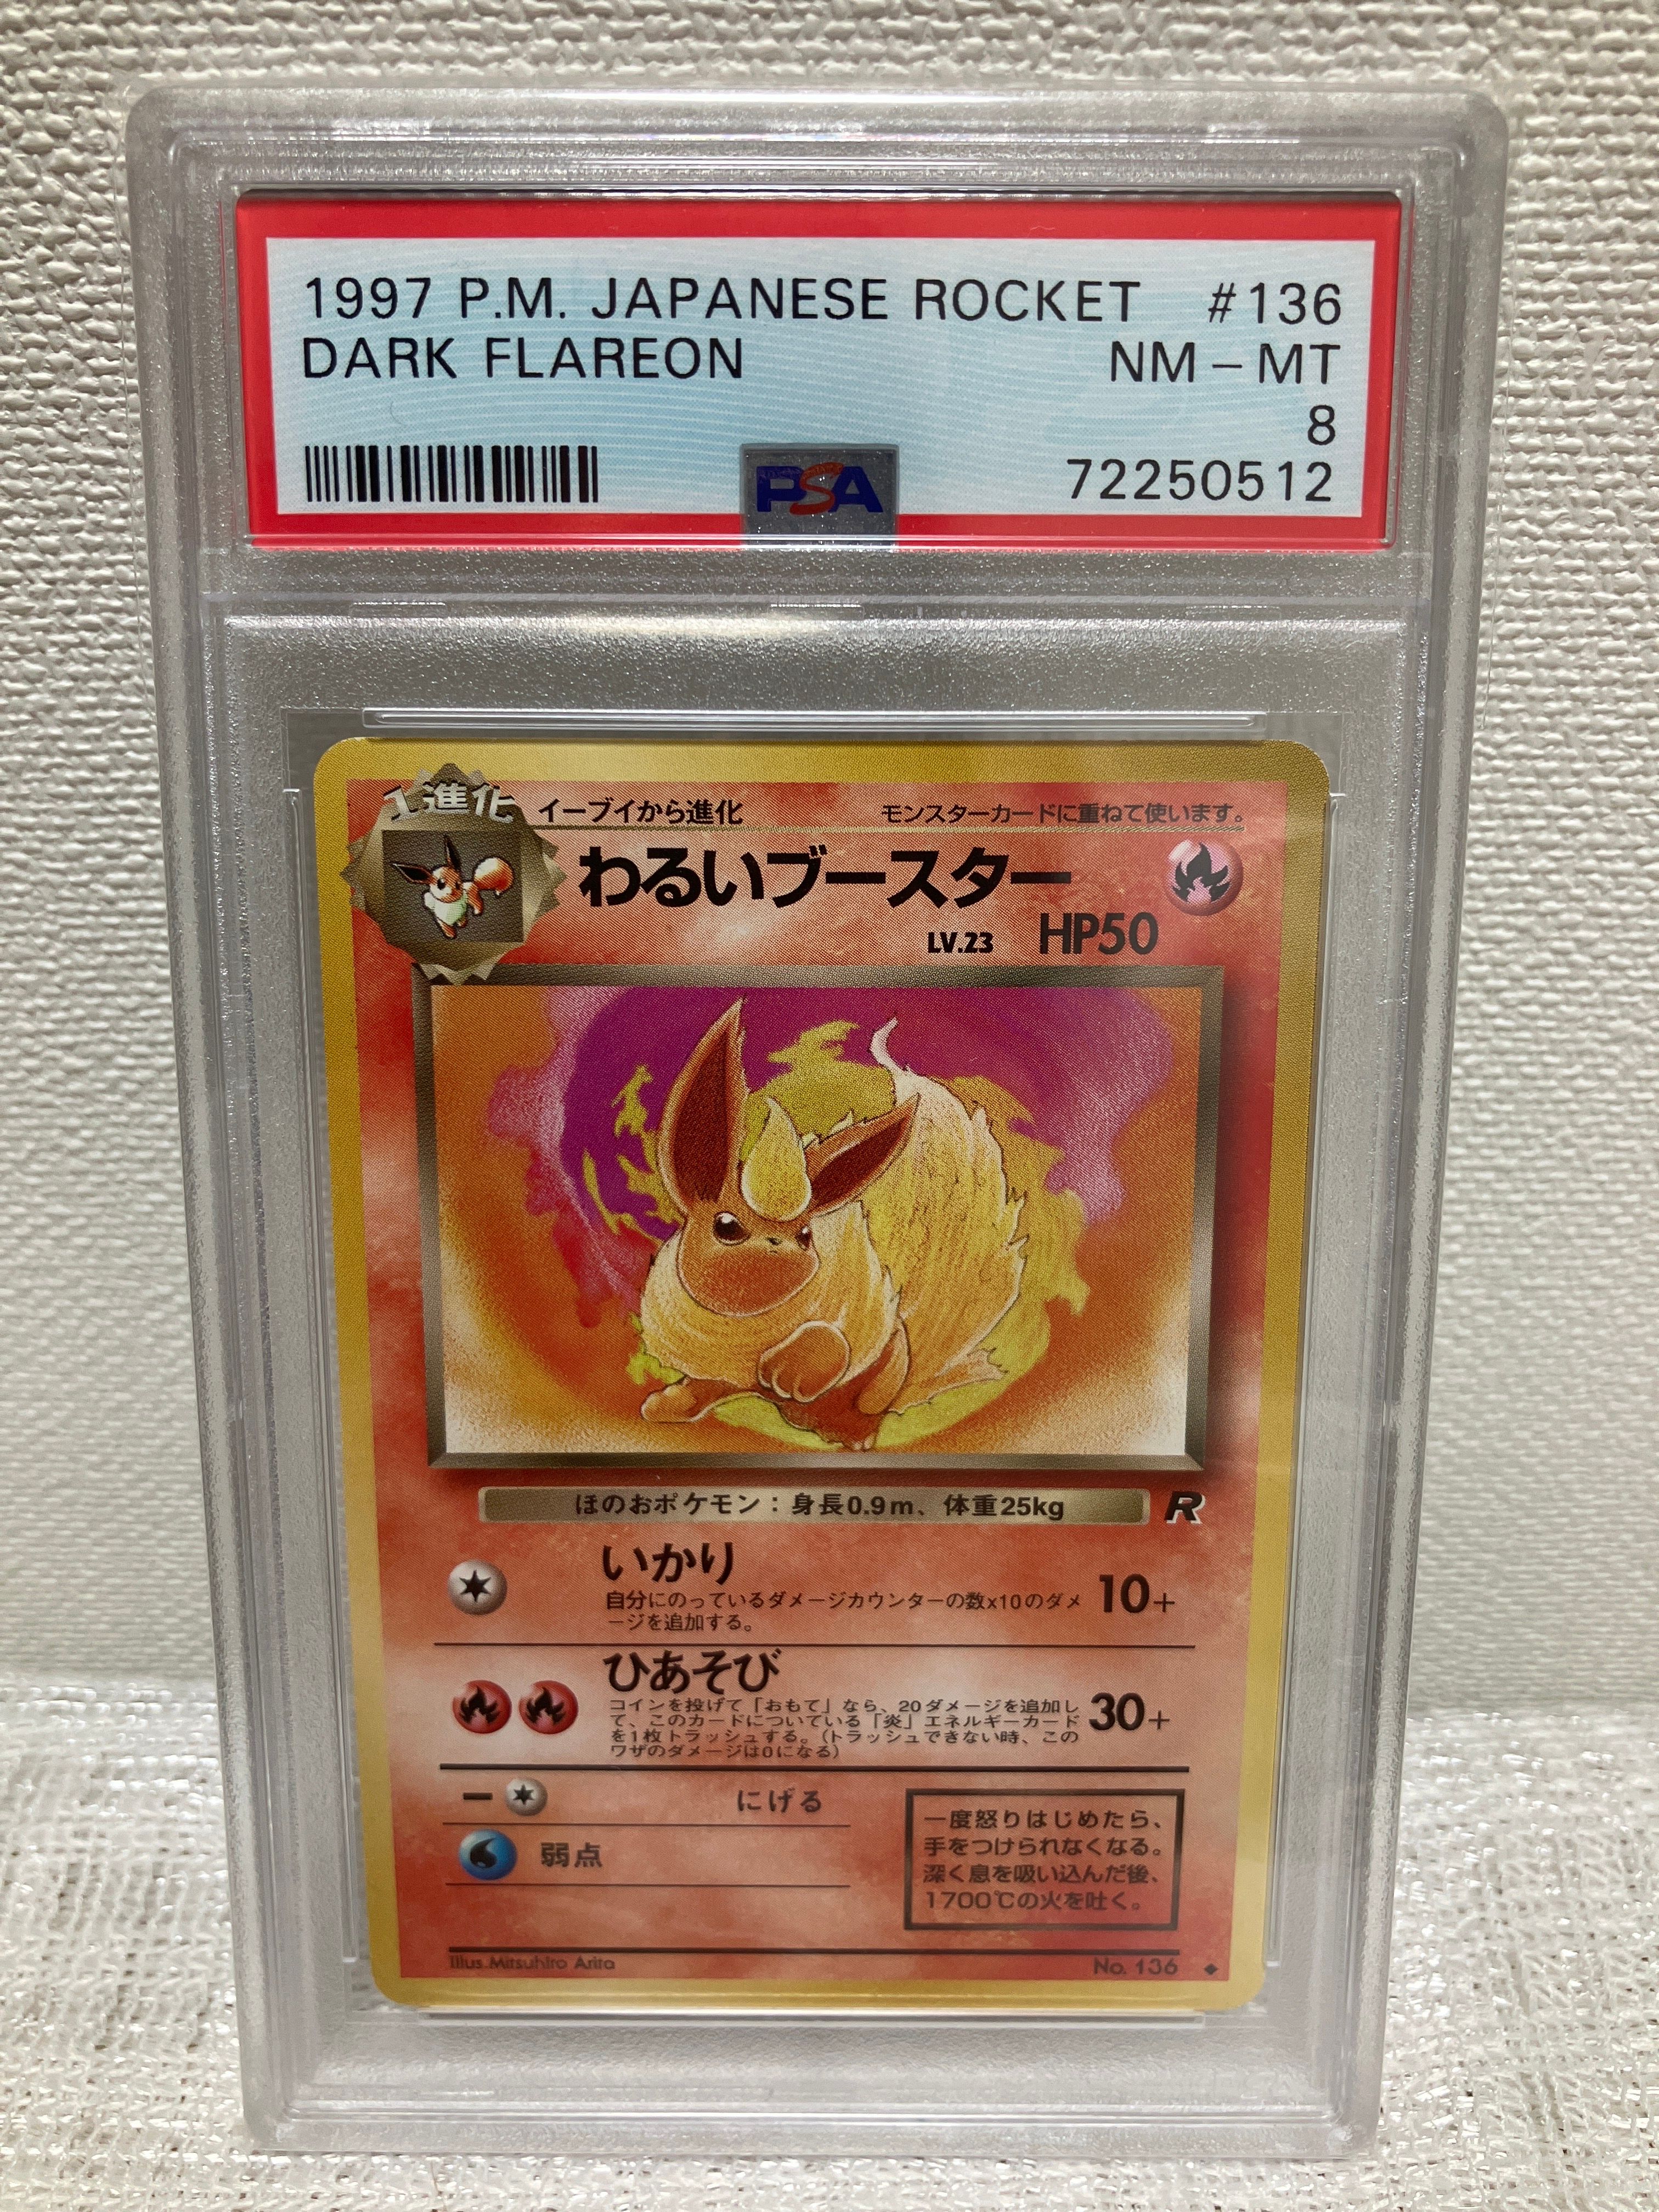 1997 P.M. JAPANESE ROCKET #136
DARK FLAREON NM - MT
8
PSA 72250512
1進化
イーブイから進化 モンスターカードに重ねて使います。
わるいブースター
LV.23 HP50
ほのおポケモン：身長0.9m、体重25kg R
いかり
自分にのっているダメージカウンターの数x10のダメ
ージを追加する。
10+
ひあそび
コインを投げて「おもて」なら、20ダメージを追加し
て、このカードについている「炎」エネルギーカード
を1枚トラッシュする。(トラッシュできない時、この
ワザのダメージは0になる)
30+
にげる
弱点
一度怒りはじめたら、
手をつけられなくなる。
深く息を吸い込んだ後、
1700℃の火を吐く。
Illus. Mitsuhiro Arita No. 136